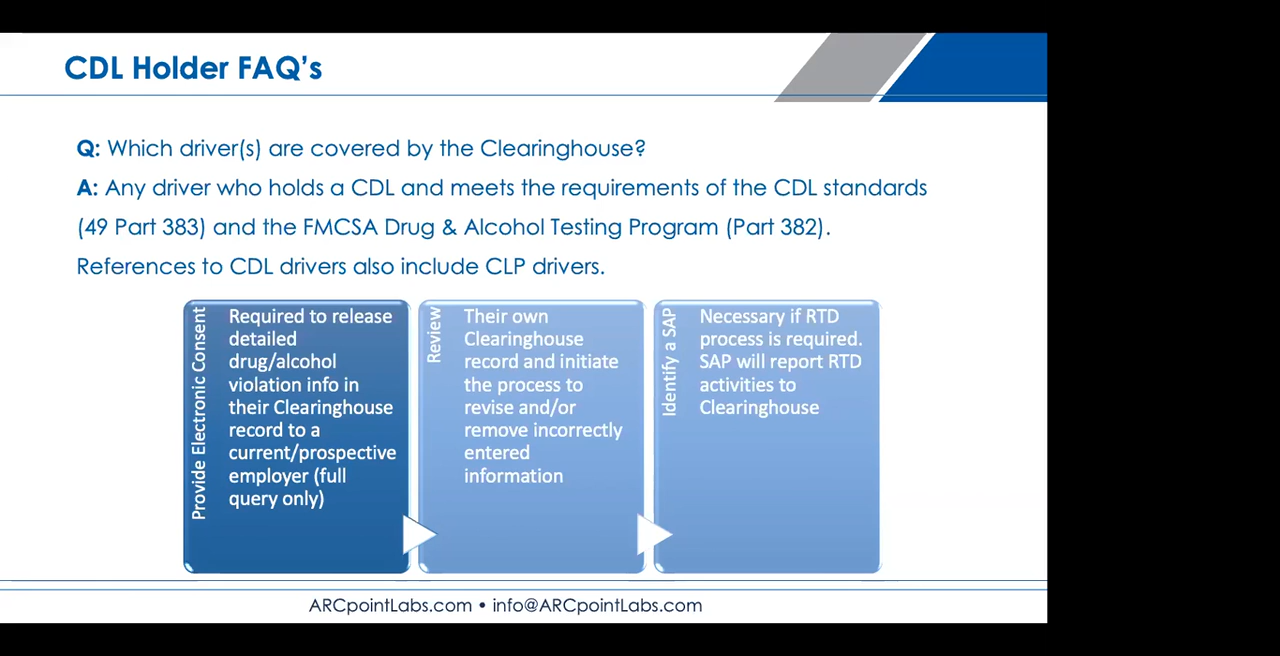 CDL Holder FAQ's
Q: Which driver(s) are covered by the Clearinghouse?
A: Any driver who holds a CDL and meets the requirements of the CDL standards
(49 Part 383) and the FMCSA Drug & Alcohol Testing Program (Part 382).
References to CDL drivers also include CLP drivers.
Provide Electronic Consent
Required to release
detailed
drug/alcohol
violation info in
their Clearinghouse
record to a
current/prospective
employer (full
query only)
Review
Their own
Clearinghouse
record and initiate
the process to
revise and/or
remove incorrectly
entered
information
Identify a SAP
Necessary if RTD
process is required.
SAP will report RTD
activities to
Clearinghouse
ARCpointLabs.com • info@ARCpointLabs.com